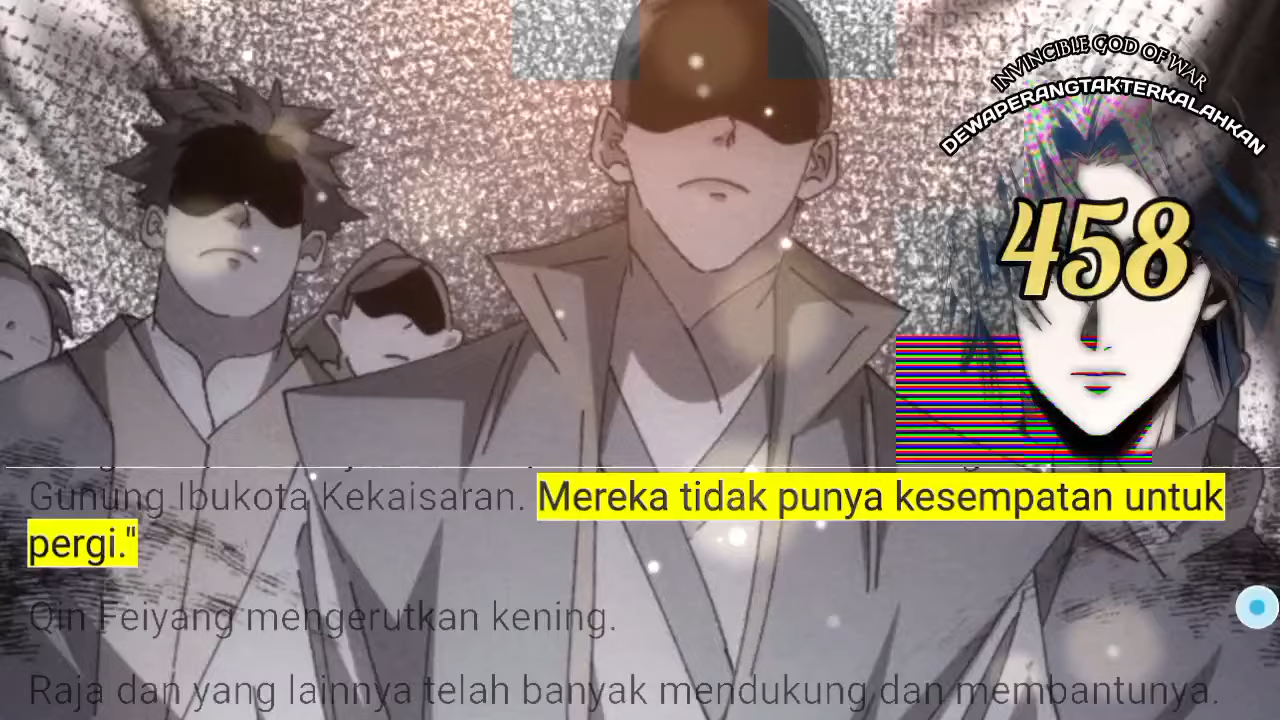 INVINCIBLE GOD OF WAR
DEWAPERANGTAKTERKALAHKAN
458
Gunung Ibukota Kekaisaran. Mereka tidak punya kesempatan untuk
pergi."
Qin Feiyang mengerutkan kening.
Raja dan yang lainnya telah banyak mendukung dan membantunya.